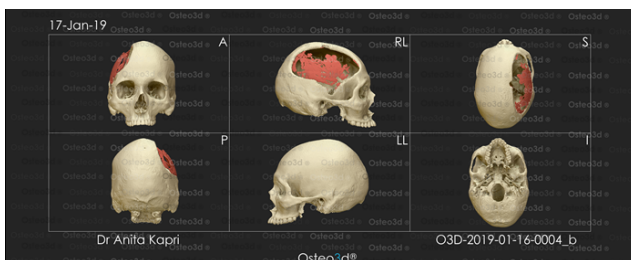 17-Jan-19
A
RL
S
P
LL
I
Dr Anita Kapri
O3D-2019-01-16-0004_b
Osteo3d®